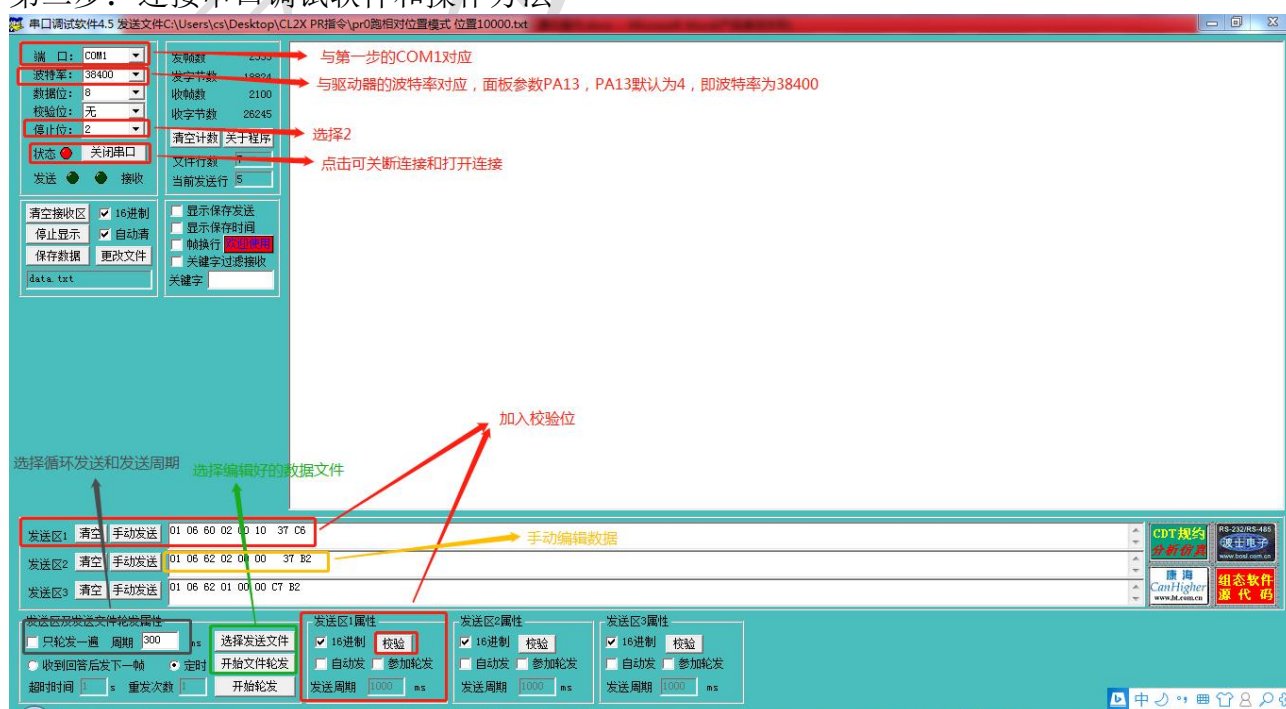 第二步：连接串口调试软件和操作方法
串口调试软件4.5 发送文件C:\Users\cs\Desktop\CL2X PR指令\pr0跑相对位置模式 位置10000.txt
端 口: COM1
波特率: 38400
数据位: 8
校验位: 无
停止位: 2
状态 关闭串口
发送 接收
发帧数
发字节数 18824
收帧数 2100
收字节数 26245
清空计数 关于程序
文件行数 7
当前发送行 5
与第一步的COM1对应
与驱动器的波特率对应，面板参数PA13，PA13默认为4，即波特率为38400
选择2
点击可关断连接和打开连接
清空接收区 16进制
停止显示 自动清
保存数据 更改文件
data.txt
显示保存发送
显示保存时间
帧换行 欢迎使用
关键字过滤接收
关键字
加入校验位
选择循环发送和发送周期
选择编辑好的数据文件
发送区1 清空 手动发送 01 06 60 02 00 10 37 C6
手动编辑数据
发送区2 清空 手动发送 01 06 62 02 00 00 37 B2
发送区3 清空 手动发送 01 06 62 01 00 00 C7 B2
CDT规约
分析仿真
RS-232/RS-485
波士电子
www.bosi.com.cn
康海
CanHigher
组态软件
源代码
发送区及发送文件轮发属性
只轮发一遍 周期 300 ms 选择发送文件
收到回答后发下一帧 定时 开始文件轮发
超时时间 1 s 重发次数 1 开始轮发
发送区1属性
16进制 校验
自动发 参加轮发
发送周期 1000 ms
发送区2属性
16进制 校验
自动发 参加轮发
发送周期 1000 ms
发送区3属性
16进制 校验
自动发 参加轮发
发送周期 1000 ms
中